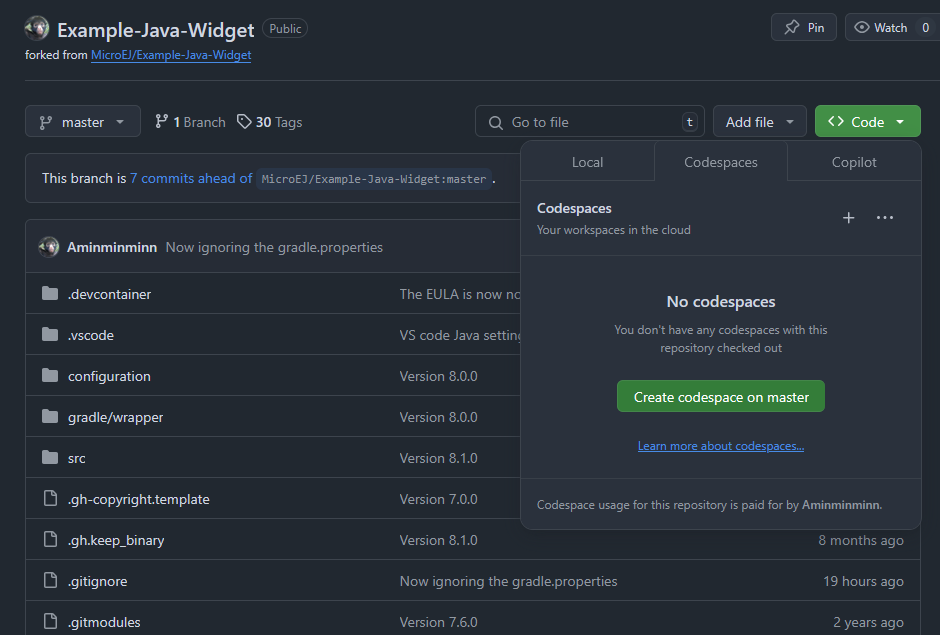 Example-Java-Widget Public
Pin
Watch 0
forked from MicroEJ/Example-Java-Widget
master
1 Branch
30 Tags
Go to file t
Add file
Code
This branch is 7 commits ahead of MicroEJ/Example-Java-Widget:master .
Local
Codespaces
Copilot
Codespaces
Your workspaces in the cloud
No codespaces
You don't have any codespaces with this
repository checked out
Create codespace on master
Learn more about codespaces...
Codespace usage for this repository is paid for by Aminminminn.
Aminminminn Now ignoring the gradle.properties
.devcontainer The EULA is now
.vscode VS code Java
configuration Version 8.0.0
gradle/wrapper Version 8.0.0
src Version 8.1.0
.gh-copyright.template Version 7.0.0
.gh.keep_binary Version 8.1.0 8 months ago
.gitignore Now ignoring the gradle.properties 19 hours ago
.gitmodules Version 7.6.0 2 years ago